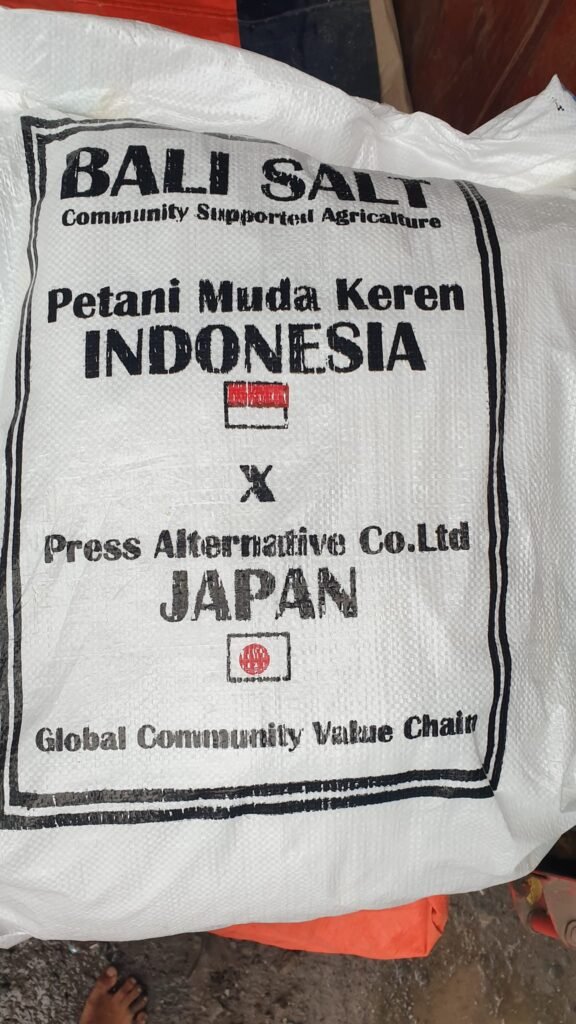 BALI SALT
Community Supported Agriculture
Petani Muda Keren
INDONESIA
X
Press Alternative Co.Ltd
JAPAN
Global Community Value Chain